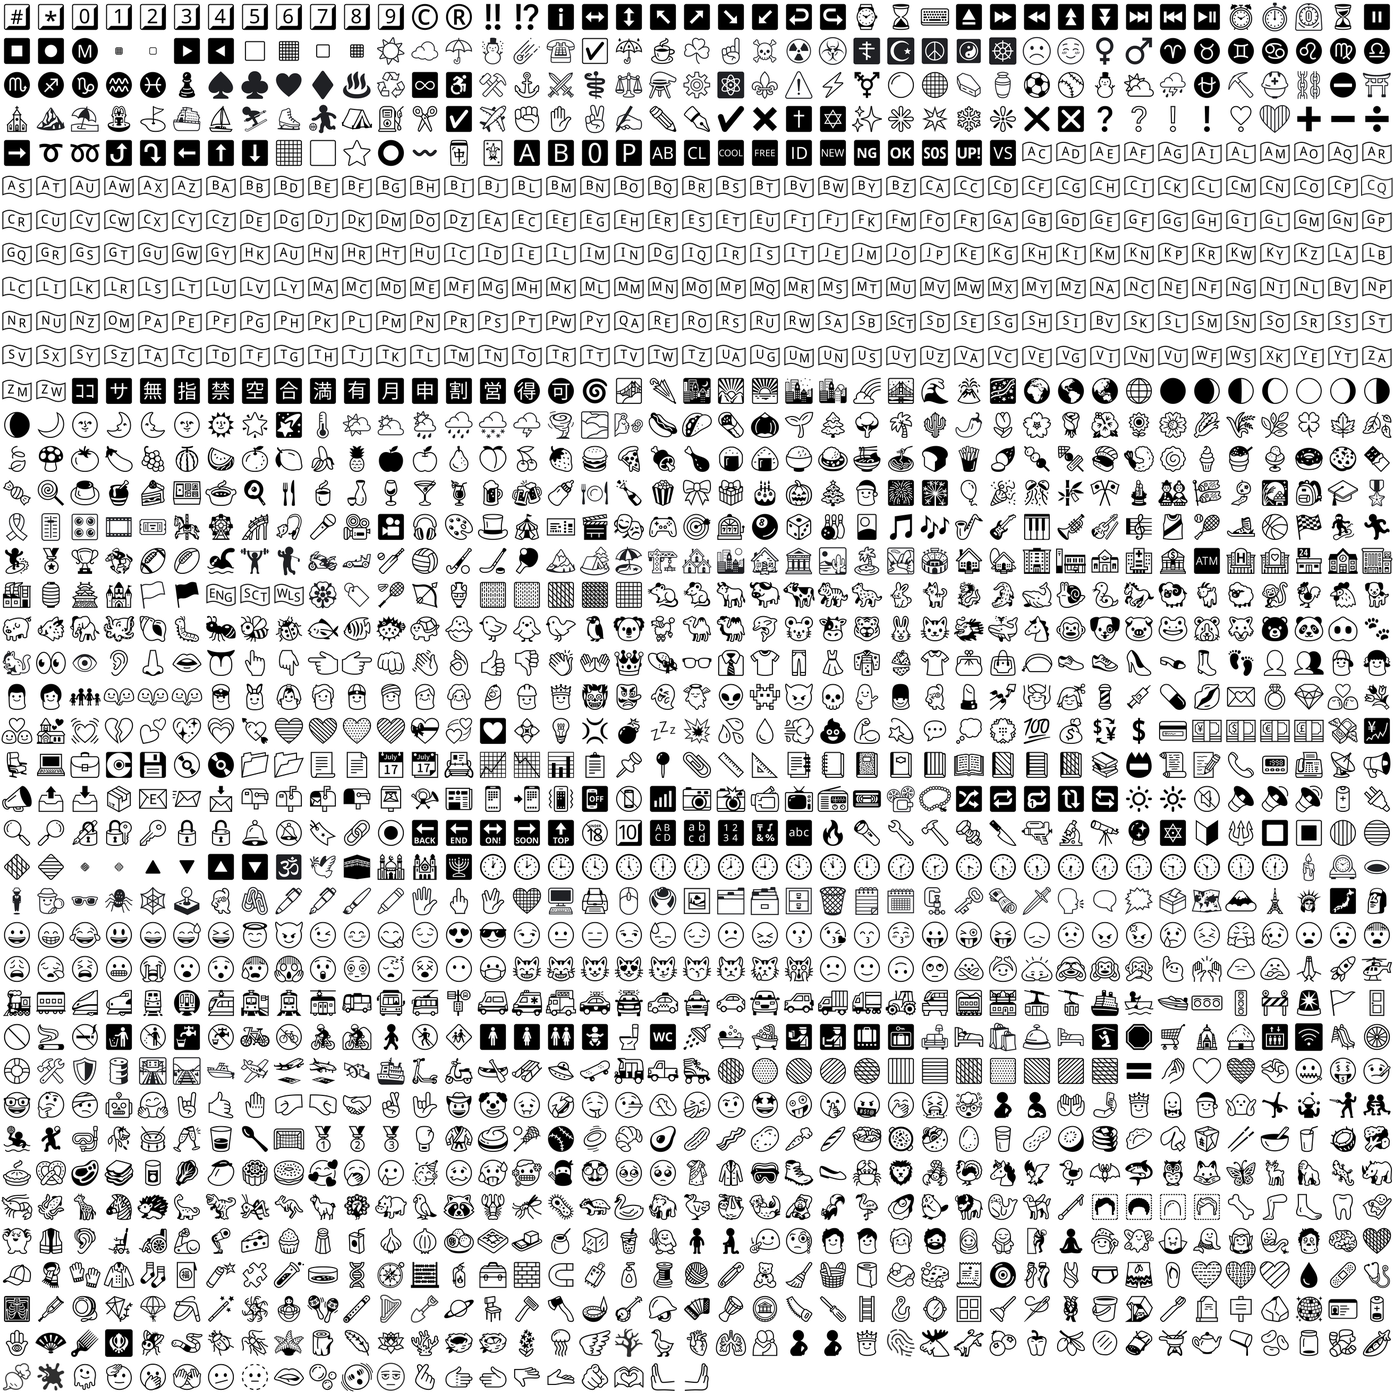 # * 0 1 2 3 4 5 6 7 8 9 © ® !! !? i
M
? ? ! !
A B O P AB CL COOL FREE ID NEW NG OK SOS UP! VS AC AD AE AF AG AI AL AM AO AQ AR
AS AT AU AW AX AZ BA BB BD BE BF BG BH BI BJ BL BM BN BO BQ BR BS BT BV BW BY BZ CA CC CD CF CG CH CI CK CL CM CN CO CP CQ
CR CU CV CW CX CY CZ DE DG DJ DK DM DO DZ EA EC EE EG EH ER ES ET EU FI FJ FK FM FO FR GA GB GD GE GF GG GH GI GL GM GN GP
GQ GR GS GT GU GW GY HK AU HN HR HT HU IC ID IE IL IM IN DG IQ IR IS IT JE JM JO JP KE KG KH KI KM KN KP KR KW KY KZ LA LB
LC LI LK LR LS LT LU LV LY MA MC MD ME MF MG MH MK ML MM MN MO MP MQ MR MS MT MU MV MW MX MY MZ NA NC NE NF NG NI NL BV NP
NR NU NZ OM PA PE PF PG PH PK PL PM PN PR PS PT PW PY QA RE RO RS RU RW SA SB SCT SD SE SG SH SI BV SK SL SM SN SO SR SS ST
SV SX SY SZ TA TC TD TF TG TH TJ TK TL TM TN TO TR TT TV TW TZ UA UG UM UN US UY UZ VA VC VE VG VI VN VU WF WS XK YE YT ZA
ZM ZW ココ サ 無 指 禁 空 合 満 有 月 申 割 営 得 可
8
ATM H 24
ENG SCT WLS
zzz 100 $
July 17 July 17
E OFF
BACK END ON! SOON TOP 18 10 ABCD abcd 1234 &% abc
ॐ
WC
1 2 3